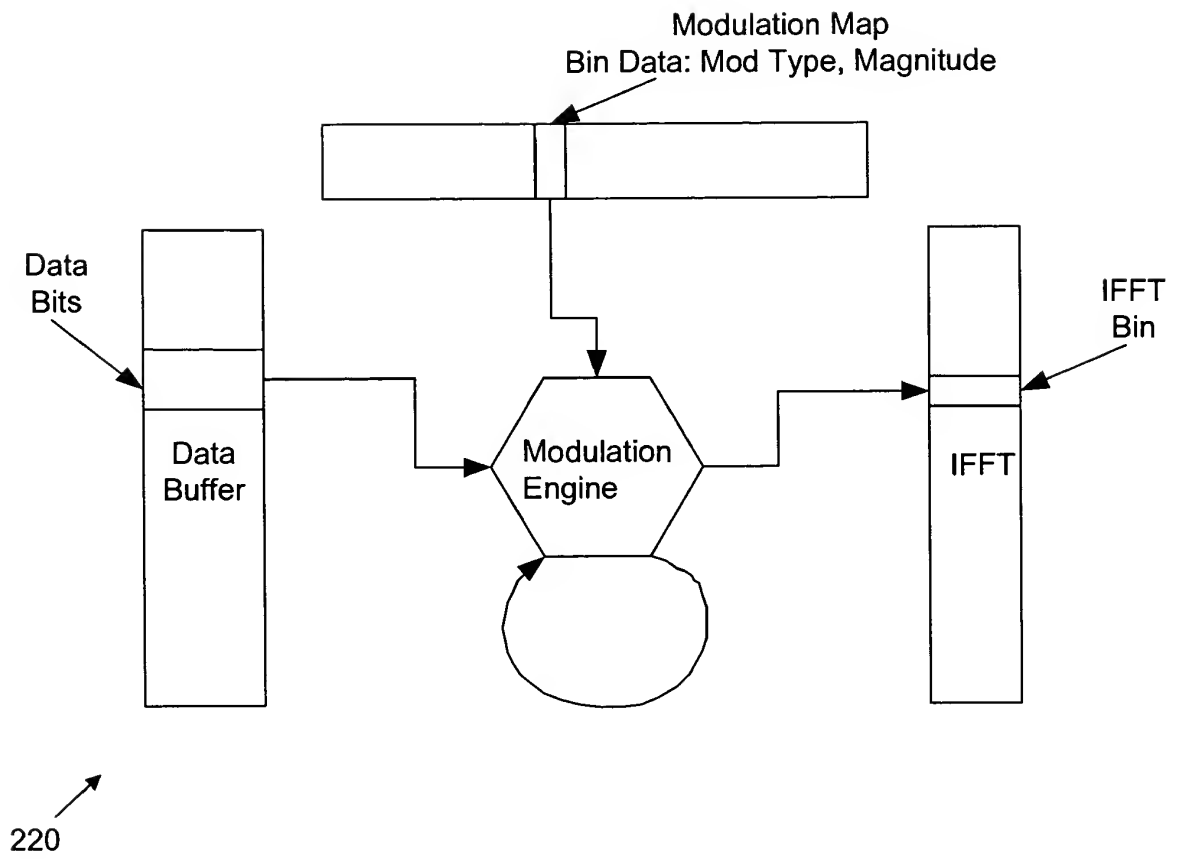 Modulation Map
Bin Data: Mod Type, Magnitude
Data
Bits
IFFT
Bin
Data
Buffer
Modulation
Engine
IFFT
220